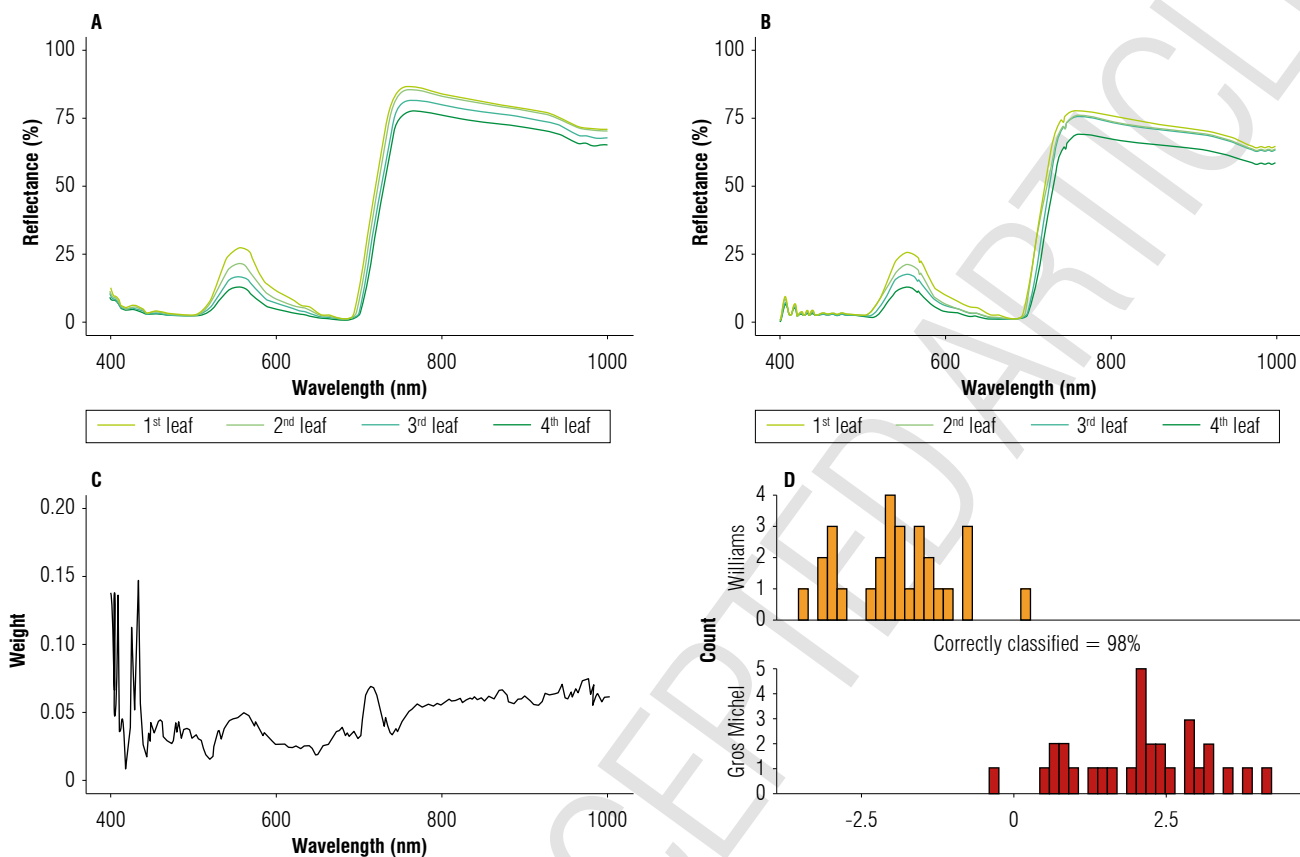 A
100
75
50
25
0
Reflectance (%)
400 600 800 1000
Wavelength (nm)
1st leaf 2nd leaf 3rd leaf 4th leaf
B
100
75
50
25
0
Reflectance (%)
400 600 800 1000
Wavelength (nm)
1st leaf 2nd leaf 3rd leaf 4th leaf
C
0.20
0.15
0.10
0.05
0
Weight
400 600 800 1000
Wavelength (nm)
D
Count
4
3
2
1
0
Williams
Correctly classified = 98%
5
4
3
2
1
0
Gros Michel
-2.5 0 2.5
CEPTED ARTICL